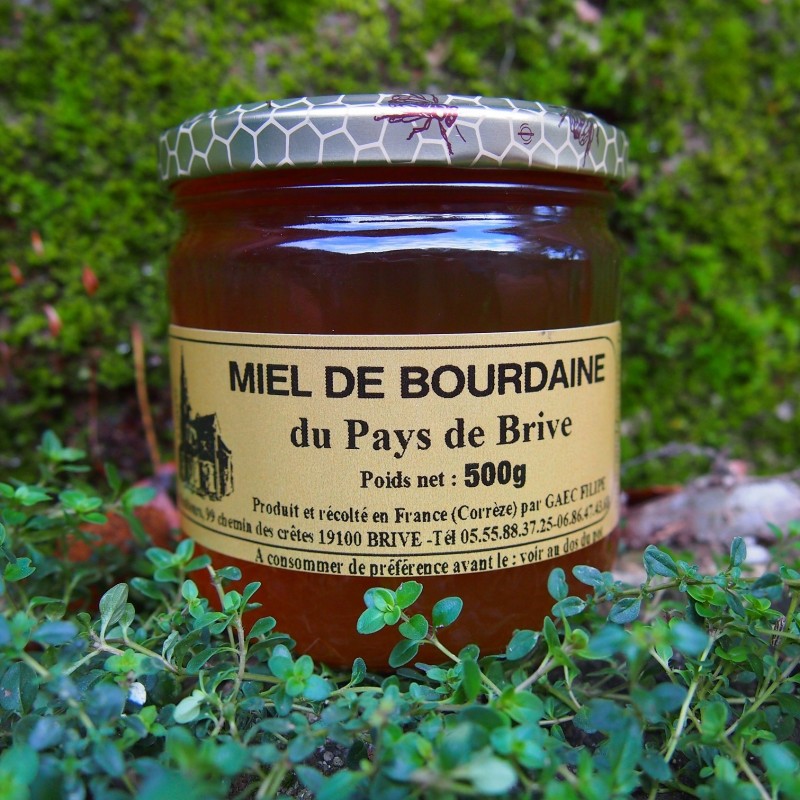 MIEL DE BOURDAINE
du Pays de Brive
Poids net : 500g
Produit et récolté en France (Corrèze) par GAEC FILIPE
99 chemin des crêtes 19100 BRIVE -Tél 05.55.88.37.25-06.86.47.43.
A consommer de préférence avant le : voir au dos du pot